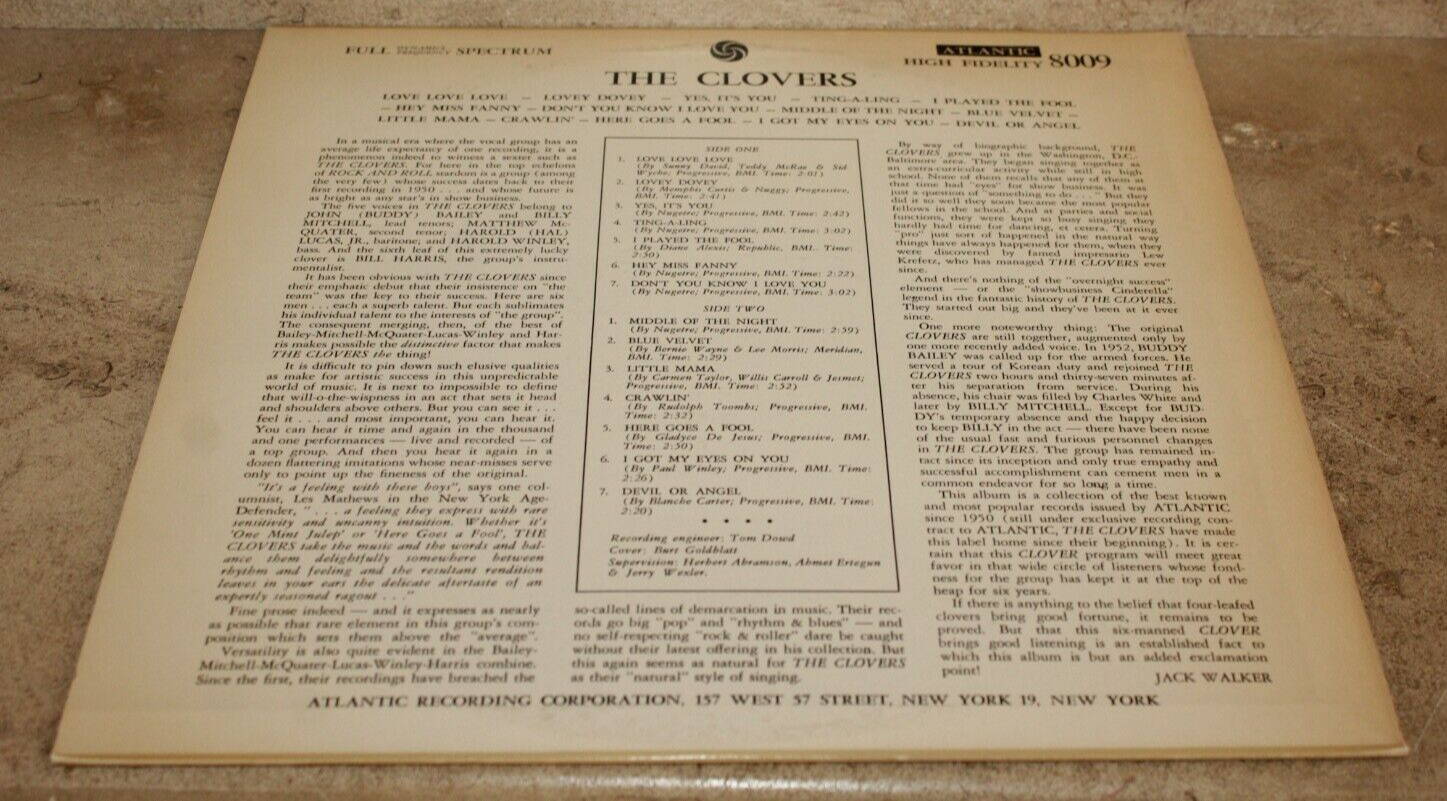 FULL DYNAMICS FREQUENCY SPECTRUM
ATLANTIC
HIGH FIDELITY 8009
THE CLOVERS
LOVE LOVE LOVE — LOVEY DOVEY — YES, IT'S YOU — TING-A-LING — I PLAYED THE FOOL
— HEY MISS FANNY — DON'T YOU KNOW I LOVE YOU — MIDDLE OF THE NIGHT — BLUE VELVET —
LITTLE MAMA — CRAWLIN' — HERE GOES A FOOL — I GOT MY EYES ON YOU — DEVIL OR ANGEL
In a musical era where the vocal group has an
average life expectancy of one recording, it is a
phenomenon indeed to witness a sextet such as
THE CLOVERS. For here in the top echelons
of ROCK AND ROLL stardom is a group (among
the very few) whose success dates back to their
first recording in 1950 . . . and whose future is
as bright as any star's in show business.
The five voices in THE CLOVERS belong to
JOHN (BUDDY) BAILEY and BILLY
MITCHELL, lead tenors; MATTHEW Mc-
QUATER, second tenor; HAROLD (HAL)
LUCAS, JR., baritone; and HAROLD WINLEY,
bass. And the sixth leaf of this extremely lucky
clover is BILL HARRIS, the group's instru-
mentalist.
It has been obvious with THE CLOVERS since
their emphatic debut that their insistence on "the
team" was the key to their success. Here are six
men . . . each a superb talent. But each sublimates
his individual talent to the interests of "the group".
The consequent merging, then, of the best of
Bailey-Mitchell-McQuater-Lucas-Winley and Har-
ris makes possible the distinctive factor that makes
THE CLOVERS the thing!
It is difficult to pin down such elusive qualities
as make for artistic success in this unpredictable
world of music. It is next to impossible to define
that will-o-the-wispness in an act that sets it head
and shoulders above others. But you can see it . . .
feel it . . . and most important, you can hear it.
You can hear it time and again in the thousand
and one performances — live and recorded — of
a top group. And then you hear it again in a
dozen flattering imitations whose near-misses serve
only to point up the fineness of the original.
"It's a feeling with these boys", says one col-
umnist, Les Mathews in the New York Age-
Defender, " . . . a feeling they express with rare
sensitivity and uncanny intuition. Whether it's
'One Mint Julep' or 'Here Goes a Fool', THE
CLOVERS take the music and the words and bal-
ance them delightfully somewhere between
rhythm and feeling and the resultant rendition
leaves in your ears the delicate aftertaste of an
expertly seasoned ragout . . ."
Fine prose indeed — and it expresses as nearly
as possible that rare element in this group's com-
position which sets them above the "average".
Versatility is also quite evident in the Bailey-
Mitchell-McQuater-Lucas-Winley-Harris combine.
Since the first, their recordings have breached the
SIDE ONE
1. LOVE LOVE LOVE
(By Sunny David, Teddy McRae & Sid
Wyche; Progressive, BMI. Time: 2:01)
2. LOVEY DOVEY
(By Memphis Curtis & Nuggy; Progressive,
BMI. Time: 2:41)
3. YES, IT'S YOU
(By Nugetre; Progressive, BMI. Time: 2:42)
4. TING-A-LING
(By Nugetre; Progressive, BMI. Time: 3:02)
5. I PLAYED THE FOOL
(By Diane Alexis; Republic, BMI. Time:
2:30)
6. HEY MISS FANNY
(By Nugetre; Progressive, BMI. Time: 2:22)
7. DON'T YOU KNOW I LOVE YOU
(By Nugetre; Progressive, BMI. Time: 3:02)
SIDE TWO
1. MIDDLE OF THE NIGHT
(By Nugetre; Progressive, BMI. Time: 2:59)
2. BLUE VELVET
(By Bernie Wayne & Lee Morris; Meridian,
BMI. Time: 2:29)
3. LITTLE MAMA
(By Carmen Taylor, Willis Carroll & Jermet;
Progressive, BMI. Time: 2:52)
4. CRAWLIN'
(By Rudolph Toombs; Progressive, BMI.
Time: 2:32)
5. HERE GOES A FOOL
(By Gladyce De Jesus; Progressive, BMI.
Time: 2:50)
6. I GOT MY EYES ON YOU
(By Paul Winley; Progressive, BMI. Time:
2:26)
7. DEVIL OR ANGEL
(By Blanche Carter; Progressive, BMI. Time:
2:20)
* * * *
Recording engineer: Tom Dowd
Cover: Burt Goldblatt
Supervision: Herbert Abramson, Ahmet Ertegun
& Jerry Wexler.
so-called lines of demarcation in music. Their rec-
ords go big "pop" and "rhythm & blues" — and
no self-respecting "rock & roller" dare be caught
without their latest offering in his collection. But
this again seems as natural for THE CLOVERS
as their "natural" style of singing.
By way of biographic background, THE
CLOVERS grew up in the Washington, D.C.-
Baltimore area. They began singing together as
an extra-curricular activity while still in high
school. None of them recalls that any of them at
that time had "eyes" for show business. It was
just a question of "something to do . . . But they
did it so well they soon became the most popular
fellows in the school. And at parties and social
functions, they were kept so busy singing they
hardly had time for dancing, et cetera. Turning
"pro" just sort of happened in the natural way
things have always happened for them, when they
were discovered by famed impresario Lew
Krefetz, who has managed THE CLOVERS ever
since.
And there's nothing of the "overnight success"
element — or the "showbusiness Cinderella"
legend in the fantastic history of THE CLOVERS.
They started out big and they've been at it ever
since.
One more noteworthy thing: The original
CLOVERS are still together, augmented only by
one more recently added voice. In 1952, BUDDY
BAILEY was called up for the armed forces. He
served a tour of Korean duty and rejoined THE
CLOVERS two hours and thirty-seven minutes af-
ter his separation from service. During his
absence, his chair was filled by Charles White and
later by BILLY MITCHELL. Except for BUD-
DY's temporary absence and the happy decision
to keep BILLY in the act — there have been none
of the usual fast and furious personnel changes
in THE CLOVERS. The group has remained in-
tact since its inception and only true empathy and
successful accomplishment can cement men in a
common endeavor for so long a time.
This album is a collection of the best known
and most popular records issued by ATLANTIC
since 1950 (still under exclusive recording con-
tract to ATLANTIC, THE CLOVERS have made
this label home since their beginning). It is cer-
tain that this CLOVER program will meet great
favor in that wide circle of listeners whose fond-
ness for the group has kept it at the top of the
heap for six years.
If there is anything to the belief that four-leafed
clovers bring good fortune, it remains to be
proved. But that this six-manned CLOVER
brings good listening is an established fact to
which this album is but an added exclamation
point!
JACK WALKER
ATLANTIC RECORDING CORPORATION, 157 WEST 57 STREET, NEW YORK 19, NEW YORK